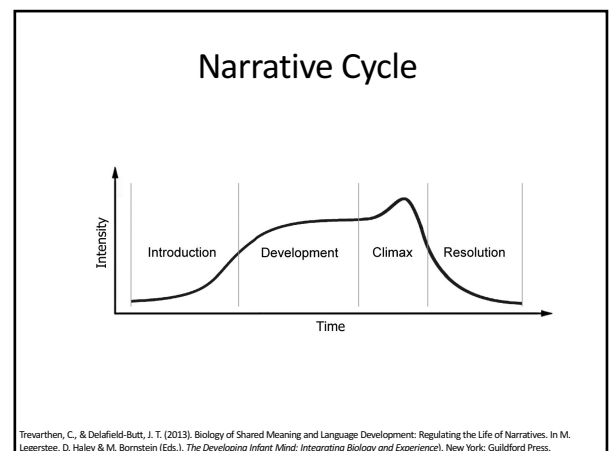 Narrative Cycle
Intensity
Introduction
Development
Climax
Resolution
Time
Trevarthen, C., & Delafield-Butt, J. T. (2013). Biology of Shared Meaning and Language Development: Regulating the Life of Narratives. In M.
Legerstee, D. Haley & M. Bornstein (Eds.), The Developing Infant Mind: Integrating Biology and Experience). New York: Guildford Press.